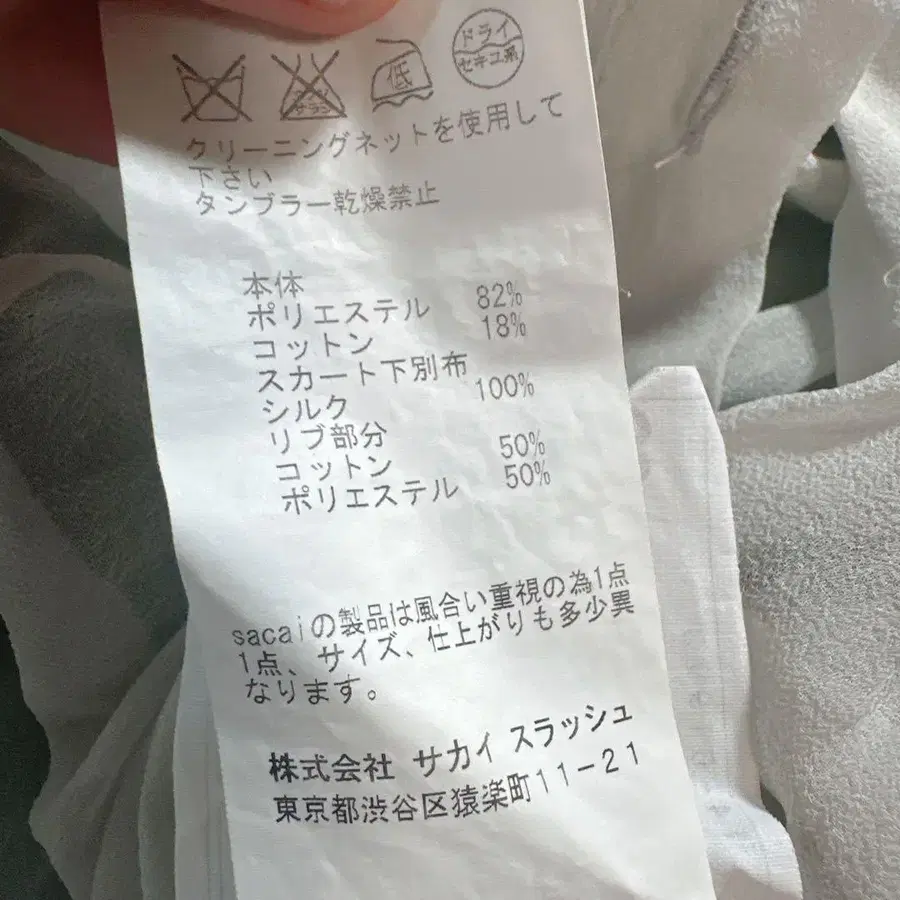 低
ドライ
セキユ系
クリーニングネットを使用して
下さい
タンブラー乾燥禁止
本体
ポリエステル 82%
コットン 18%
スカート下別布
シルク 100%
リブ部分
コットン 50%
ポリエステル 50%
sacaiの製品は風合い重視の為1点
1点、サイズ、仕上がりも多少異
なります。
株式会社 サカイ スラッシュ
東京都渋谷区猿楽町11-21